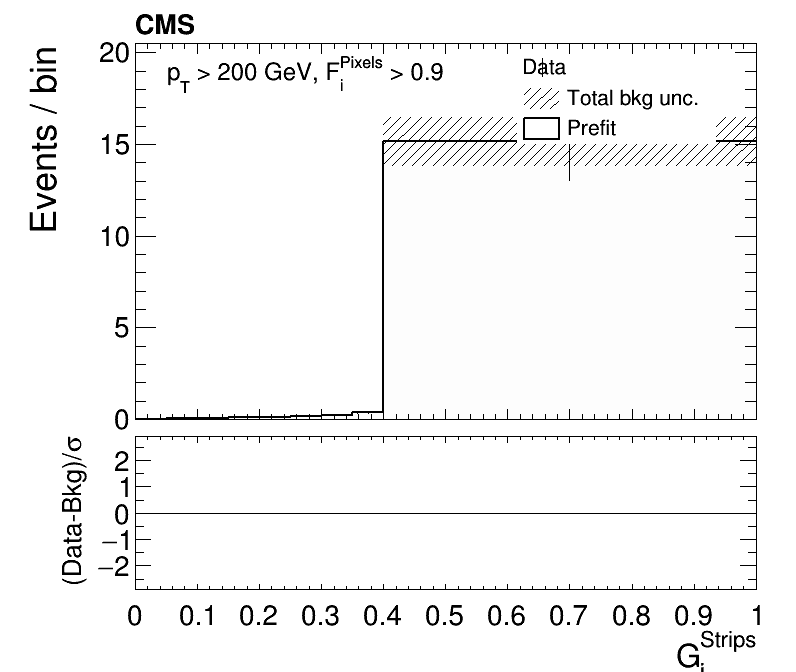 CMS
Events / bin
p_T > 200 GeV, F_i^Pixels > 0.9
Data
Total bkg unc.
Prefit
20
15
10
5
0
(Data-Bkg)/σ
2
1
0
−1
−2
0 0.1 0.2 0.3 0.4 0.5 0.6 0.7 0.8 0.9 1
G_i^Strips